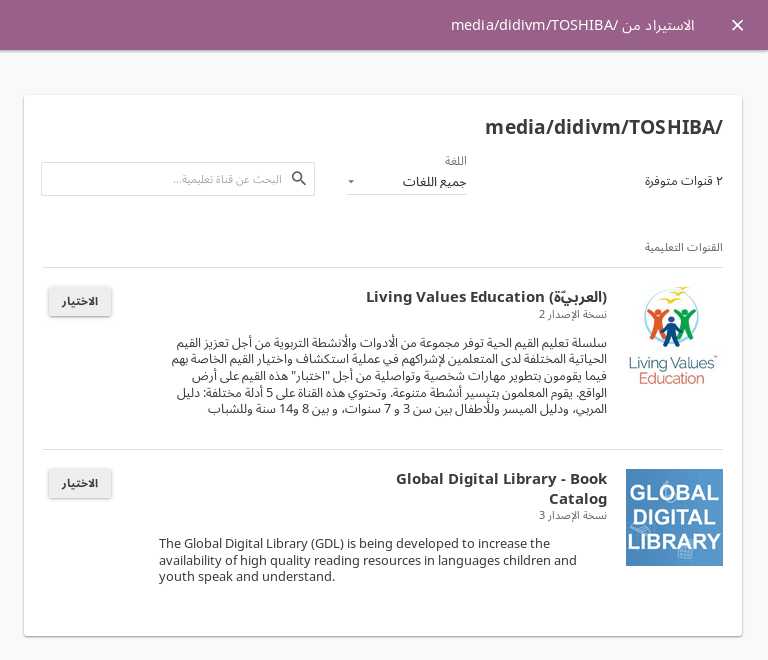 الاستيراد من /media/didivm/TOSHIBA
/media/didivm/TOSHIBA
٢ قنوات متوفرة
اللغة
جميع اللغات
البحث عن قناة تعليمية...
القنوات التعليمية
Living Values™
Education
Living Values Education (العربيّة)
نسخة الإصدار 2
سلسلة تعليم القيم الحية توفر مجموعة من الأدوات والأنشطة التربوية من أجل تعزيز القيم
الحياتية المختلفة لدى المتعلمين لإشراكهم في عملية استكشاف واختيار القيم الخاصة بهم
فيما يقومون بتطوير مهارات شخصية وتواصلية من أجل "اختبار" هذه القيم على أرض
الواقع. يقوم المعلمون بتيسير أنشطة متنوعة. وتحتوي هذه القناة على 5 أدلة مختلفة: دليل
المربي، ودليل الميسر وللأطفال بين سن 3 و 7 سنوات، و بين 8 و14 سنة وللشباب
الاختيار
GLOBAL
DIGITAL
LIBRARY
Global Digital Library - Book
Catalog
نسخة الإصدار 3
The Global Digital Library (GDL) is being developed to increase the
availability of high quality reading resources in languages children and
youth speak and understand.
الاختيار